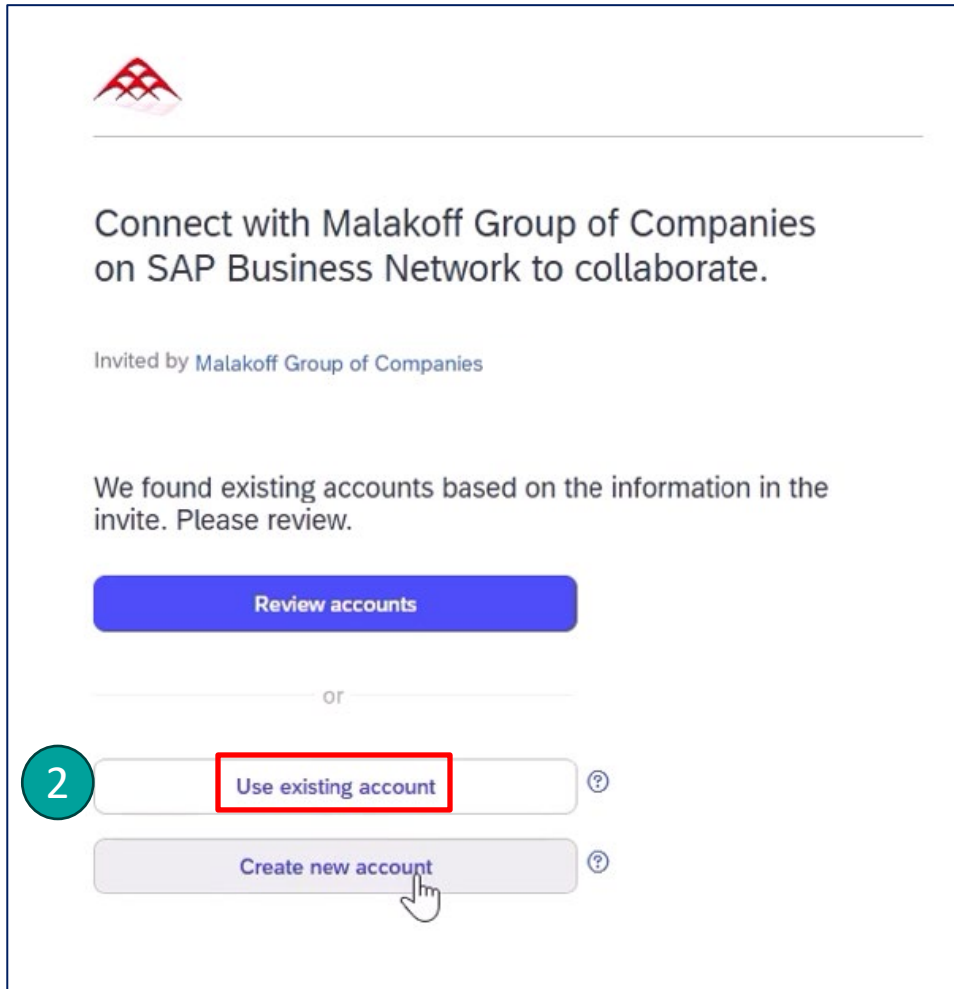 Connect with Malakoff Group of Companies
on SAP Business Network to collaborate.
Invited by Malakoff Group of Companies
We found existing accounts based on the information in the
invite. Please review.
Review accounts
or
2
Use existing account ?
Create new account ?